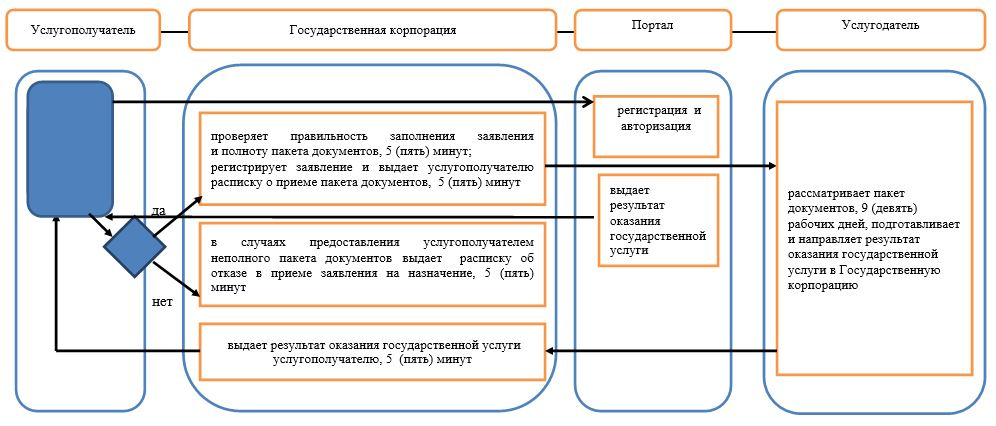 Услугополучатель
Государственная корпорация
Портал
Услугодатель
регистрация и
авторизация
проверяет правильность заполнения заявления
и полноту пакета документов, 5 (пять) минут;
регистрирует заявление и выдает услугополучателю
расписку о приеме пакета документов, 5 (пять) минут
да
выдает
результат
оказания
государственной
услуги
рассматривает пакет
документов, 9 (девять)
рабочих дней, подготавливает
и направляет результат
оказания государственной
услуги в Государственную
корпорацию
в случаях предоставления услугополучателем
неполного пакета документов выдает расписку об
отказе в приеме заявления на назначение, 5 (пять)
минут
нет
выдает результат оказания государственной услуги
услугополучателю, 5 (пять) минут